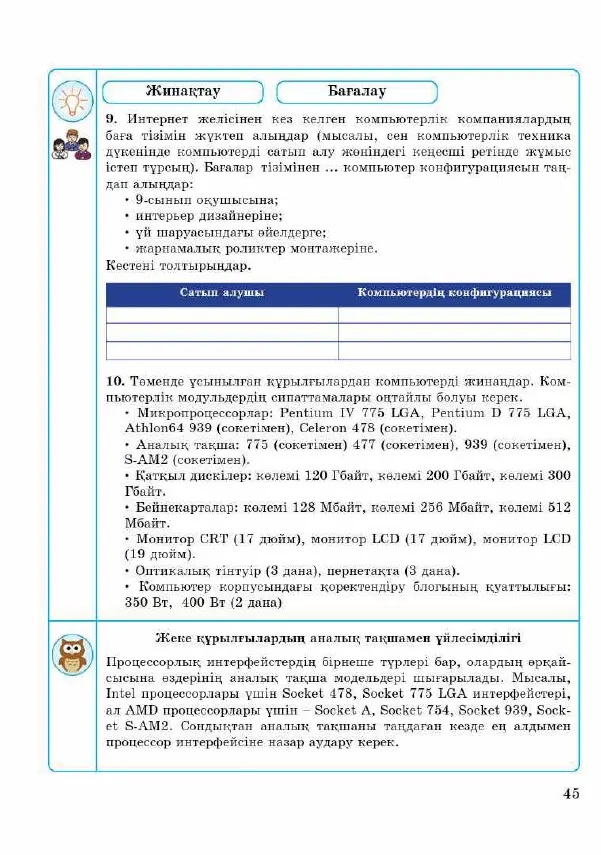 Жинақтау
Бағалау
9. Интернет желісінен кез келген компьютерлік компаниялардың
баға тізімін жүктеп алыңдар (мысалы, сен компьютерлік техника
дүкенінде компьютерді сатып алу жөніндегі кеңесші ретінде жұмыс
істеп тұрсың). Бағалар тізімінен ... компьютер конфигурациясын таң-
дап алыңдар:
• 9-сынып оқушысына;
• интерьер дизайнеріне;
• үй шаруасындағы әйелдерге;
• жарнамалық роликтер монтажеріне.
Кестені толтырыңдар.
Сатып алушы
Компьютердің конфигурациясы
10. Төменде ұсынылған құрылғылардан компьютерді жинаңдар. Ком-
пьютерлік модульдердің сипаттамалары оңтайлы болуы керек.
• Микропроцессорлар: Pentium IV 775 LGA, Pentium D 775 LGA,
Athlon64 939 (сокетімен), Celeron 478 (сокетімен).
• Аналық тақша: 775 (сокетімен) 477 (сокетімен), 939 (сокетімен),
S-AM2 (сокетімен).
• Қатқыл дискілер: көлемі 120 Гбайт, көлемі 200 Гбайт, көлемі 300
Гбайт.
• Бейнекарталар: көлемі 128 Мбайт, көлемі 256 Мбайт, көлемі 512
Мбайт.
• Монитор CRT (17 дюйм), монитор LCD (17 дюйм), монитор LCD
(19 дюйм).
• Оптикалық тінтуір (3 дана), пернетақта (3 дана).
• Компьютер корпусындағы қоректендіру блогының қуаттылығы:
350 Вт, 400 Вт (2 дана)
Жеке құрылғылардың аналық тақшамен үйлесімділігі
Процессорлық интерфейстердің бірнеше түрлері бар, олардың әрқай-
сысына өздерінің аналық тақша модельдері шығарылады. Мысалы,
Intel процессорлары үшін Socket 478, Socket 775 LGA интерфейстері,
ал AMD процессорлары үшін – Socket A, Socket 754, Socket 939, Sock-
et S-AM2. Сондықтан аналық тақшаны таңдаған кезде ең алдымен
процессор интерфейсіне назар аудару керек.
45